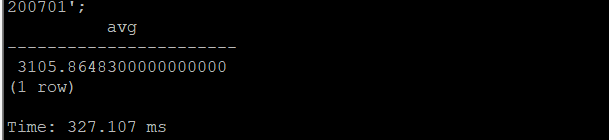 200701';
avg
-----------------------
3105.8648300000000000
(1 row)
Time: 327.107 ms